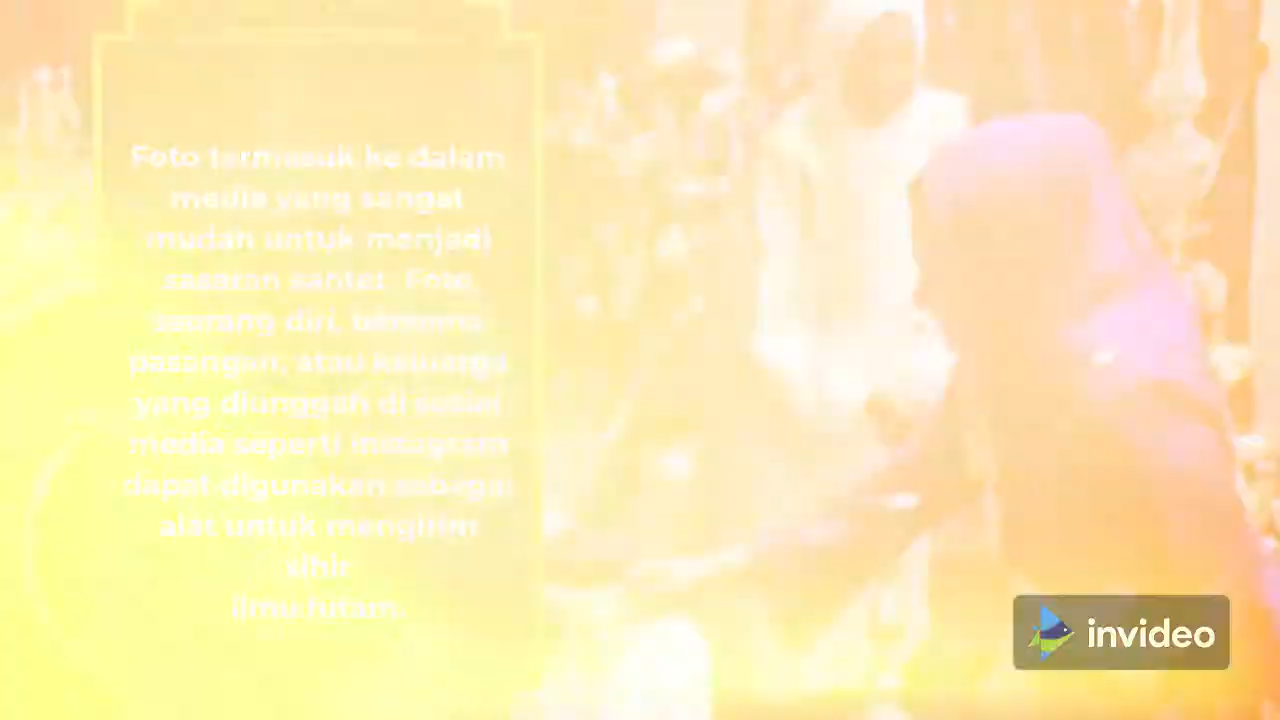 Foto termasuk ke dalam
media yang sangat
mudah untuk menjadi
sasaran santet. Foto
seorang diri, bersama
pasangan, atau keluarga
yang diunggah di sosial
media seperti instagram
dapat digunakan sebagai
alat untuk mengirim
sihir
ilmu hitam.
invideo